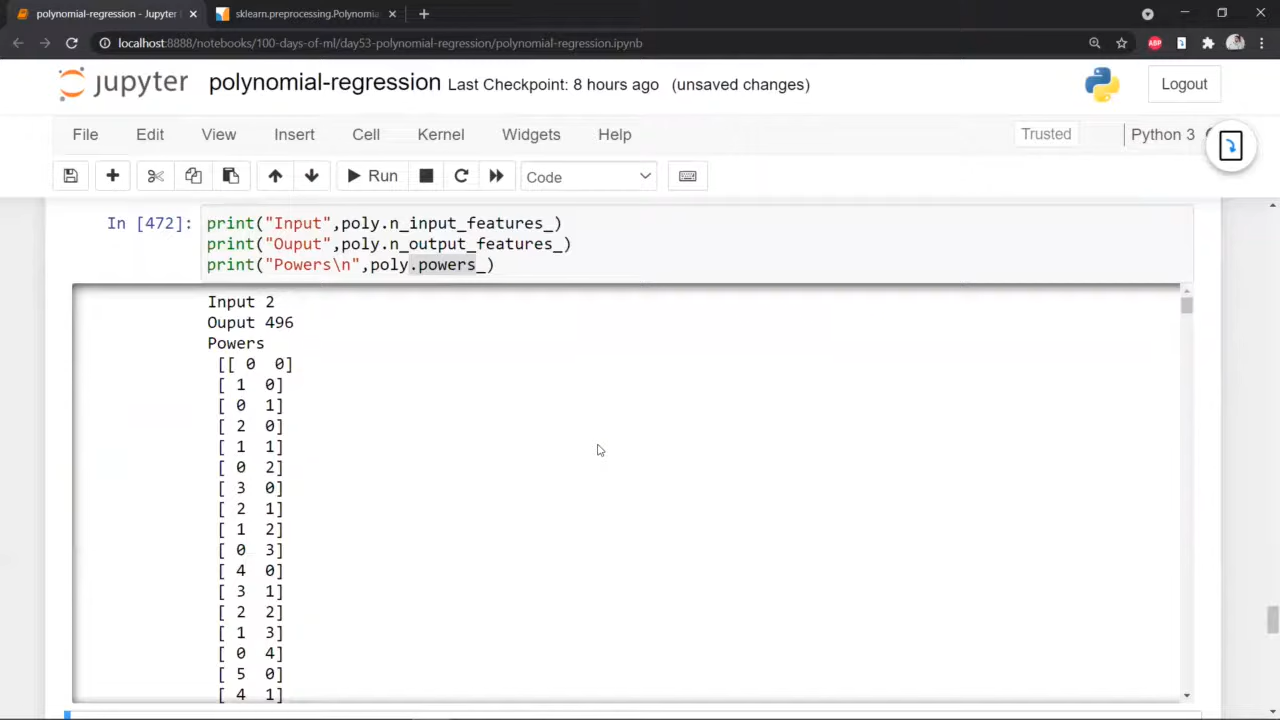 polynomial-regression - Jupyter
sklearn.preprocessing.Polynomia
localhost:8888/notebooks/100-days-of-ml/day53-polynomial-regression/polynomial-regression.ipynb
ABP
jupyter polynomial-regression Last Checkpoint: 8 hours ago (unsaved changes)
Logout
File Edit View Insert Cell Kernel Widgets Help Trusted Python 3
Run Code
In [472]: print("Input",poly.n_input_features_)
print("Ouput",poly.n_output_features_)
print("Powers\n",poly.powers_)
Input 2
Ouput 496
Powers
[[ 0 0]
[ 1 0]
[ 0 1]
[ 2 0]
[ 1 1]
[ 0 2]
[ 3 0]
[ 2 1]
[ 1 2]
[ 0 3]
[ 4 0]
[ 3 1]
[ 2 2]
[ 1 3]
[ 0 4]
[ 5 0]
[ 4 1]